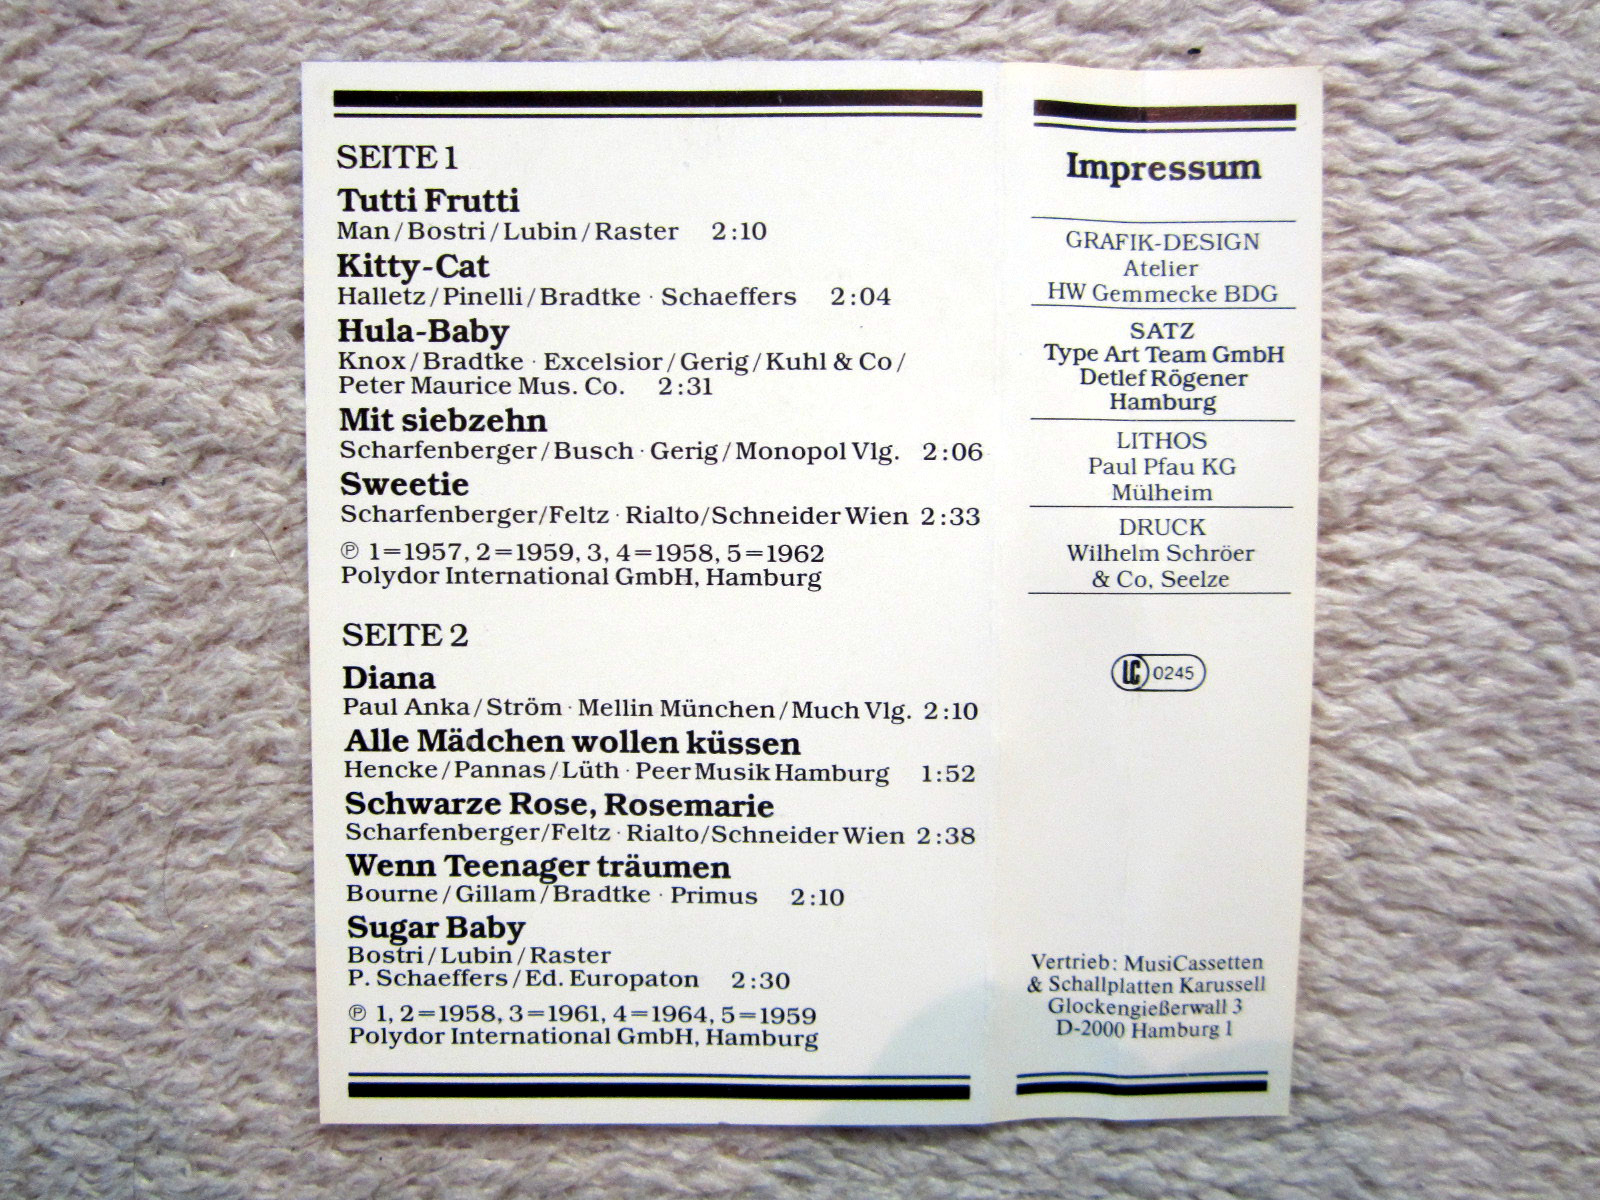 SEITE 1
Tutti Frutti
Man/Bostri/Lubin/Raster 2:10
Kitty-Cat
Halletz/Pinelli/Bradtke · Schaeffers 2:04
Hula-Baby
Knox/Bradtke · Excelsior/Gerig/Kuhl & Co/
Peter Maurice Mus. Co. 2:31
Mit siebzehn
Scharfenberger/Busch · Gerig/Monopol Vlg. 2:06
Sweetie
Scharfenberger/Feltz · Rialto/Schneider Wien 2:33
℗ 1=1957, 2=1959, 3, 4=1958, 5=1962
Polydor International GmbH, Hamburg
SEITE 2
Diana
Paul Anka/Ström · Mellin München/Much Vlg. 2:10
Alle Mädchen wollen küssen
Hencke/Pannas/Lüth · Peer Musik Hamburg 1:52
Schwarze Rose, Rosemarie
Scharfenberger/Feltz · Rialto/Schneider Wien 2:38
Wenn Teenager träumen
Bourne/Gillam/Bradtke · Primus 2:10
Sugar Baby
Bostri/Lubin/Raster
P. Schaeffers/Ed. Europaton 2:30
℗ 1, 2=1958, 3=1961, 4=1964, 5=1959
Polydor International GmbH, Hamburg
Impressum
GRAFIK-DESIGN
Atelier
HW Gemmecke BDG
SATZ
Type Art Team GmbH
Detlef Rögener
Hamburg
LITHOS
Paul Pfau KG
Mülheim
DRUCK
Wilhelm Schröer
& Co, Seelze
LC 0245
Vertrieb: MusiCassetten
& Schallplatten Karussell
Glockengießerwall 3
D-2000 Hamburg 1